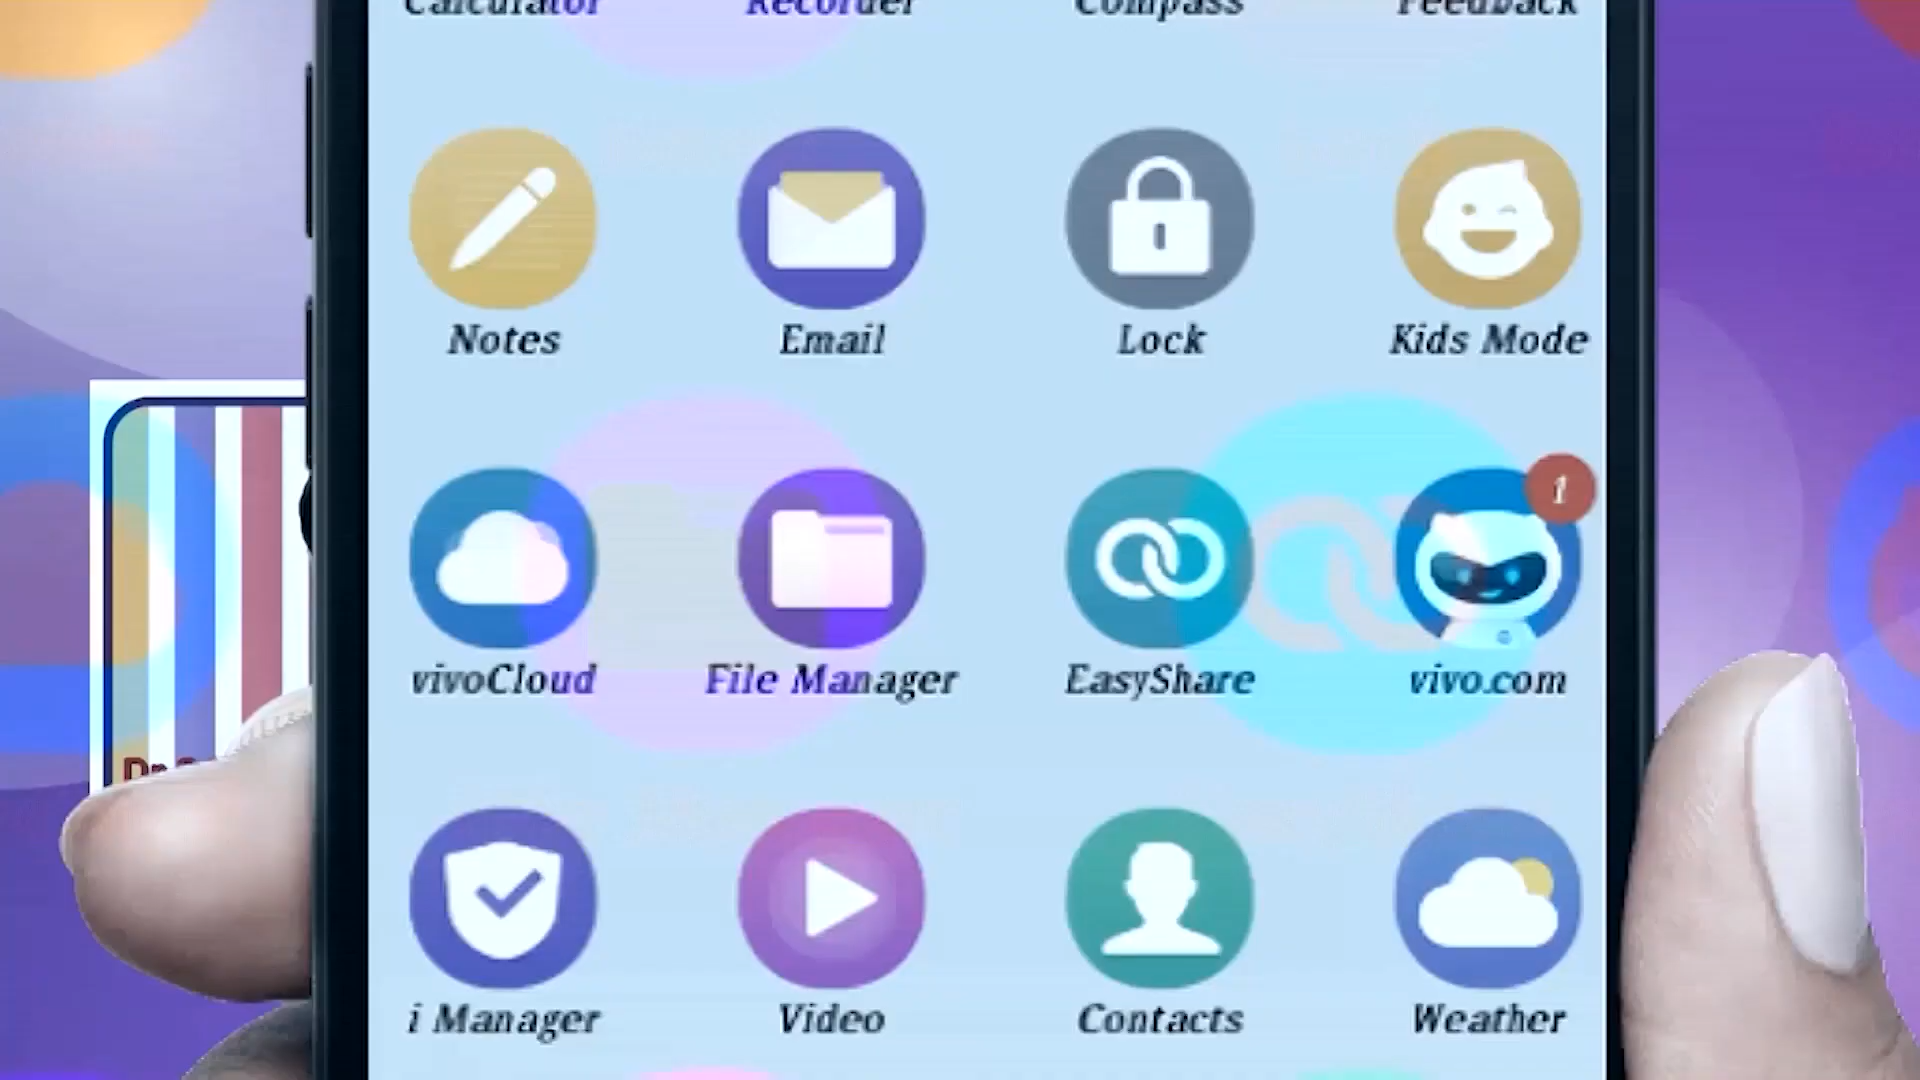 Calculator Recorder Compass Feedback
Notes Email Lock Kids Mode
1
vivoCloud File Manager EasyShare vivo.com
i Manager Video Contacts Weather